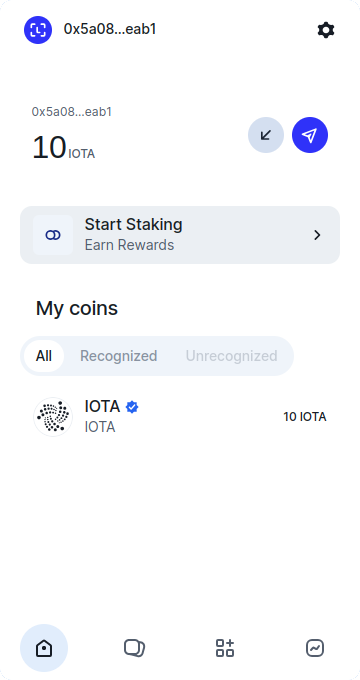 0x5a08...eab1
0x5a08...eab1
10 IOTA
Start Staking
Earn Rewards
My coins
All Recognized Unrecognized
IOTA
IOTA
10 IOTA